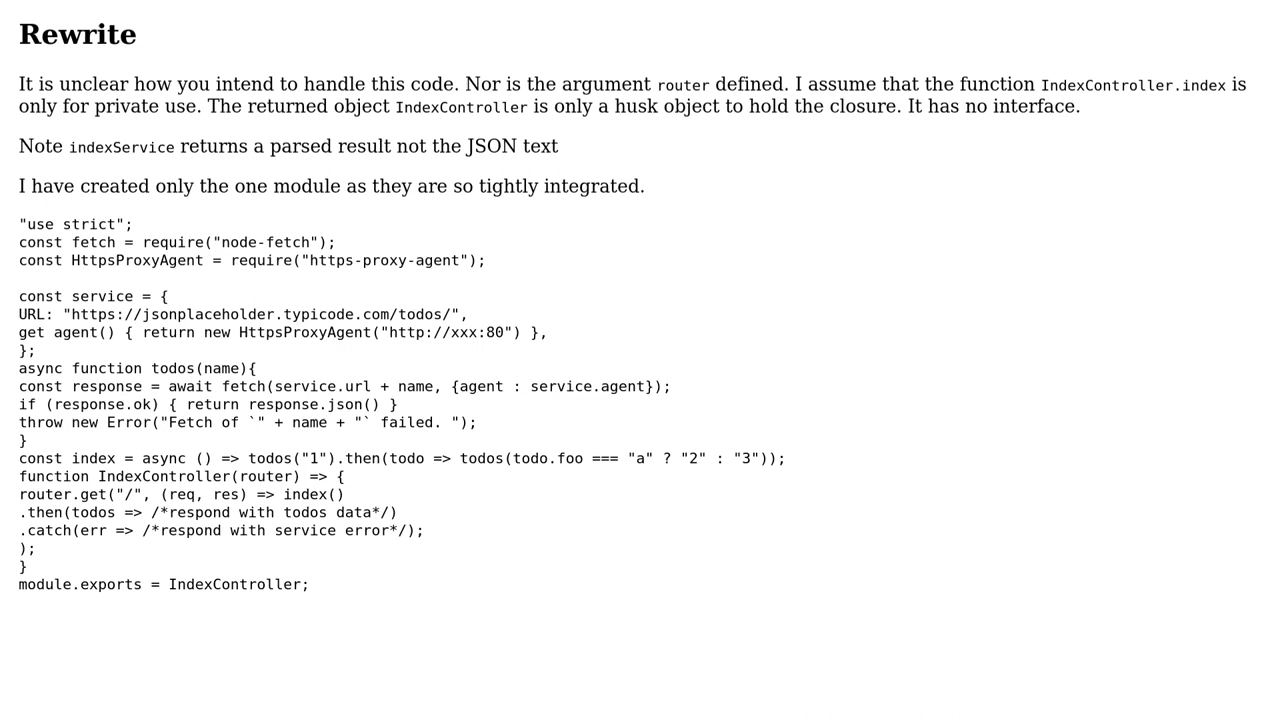 Rewrite
It is unclear how you intend to handle this code. Nor is the argument router defined. I assume that the function IndexController.index is
only for private use. The returned object IndexController is only a husk object to hold the closure. It has no interface.
Note indexService returns a parsed result not the JSON text
I have created only the one module as they are so tightly integrated.
"use strict";
const fetch = require("node-fetch");
const HttpsProxyAgent = require("https-proxy-agent");
const service = {
URL: "https://jsonplaceholder.typicode.com/todos/",
get agent() { return new HttpsProxyAgent("http://xxx:80") },
};
async function todos(name){
const response = await fetch(service.url + name, {agent : service.agent});
if (response.ok) { return response.json() }
throw new Error("Fetch of `" + name + "` failed. ");
}
const index = async () => todos("1").then(todo => todos(todo.foo === "a" ? "2" : "3"));
function IndexController(router) => {
router.get("/", (req, res) => index()
.then(todos => /*respond with todos data*/)
.catch(err => /*respond with service error*/);
);
}
module.exports = IndexController;